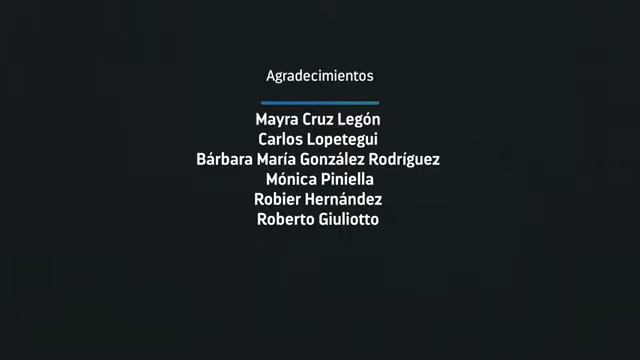 Agradecimientos
Mayra Cruz Legón
Carlos Lopetegui
Bárbara María González Rodríguez
Mónica Piniella
Robier Hernández
Roberto Giuliotto